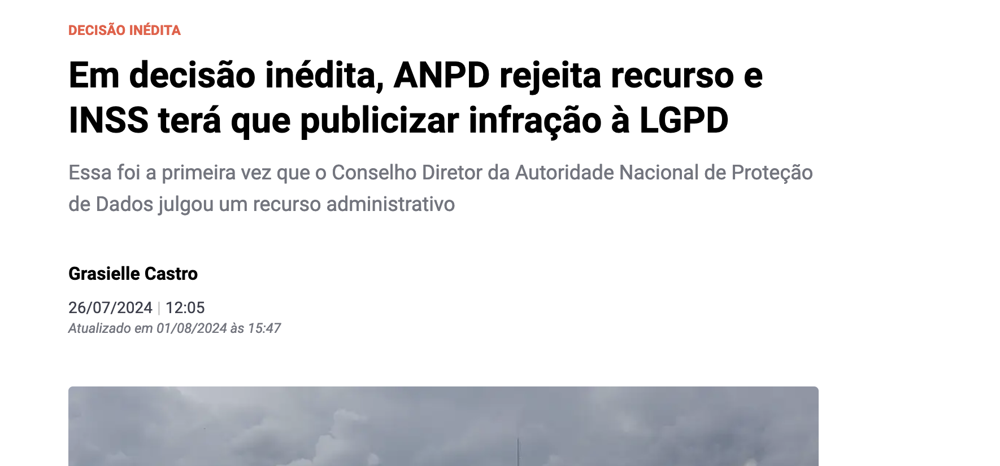 DECISÃO INÉDITA
Em decisão inédita, ANPD rejeita recurso e
INSS terá que publicizar infração à LGPD
Essa foi a primeira vez que o Conselho Diretor da Autoridade Nacional de Proteção
de Dados julgou um recurso administrativo
Grasielle Castro
26/07/2024 | 12:05
Atualizado em 01/08/2024 às 15:47